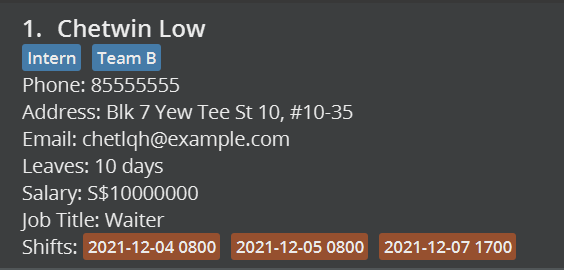 1. Chetwin Low
Intern Team B
Phone: 85555555
Address: Blk 7 Yew Tee St 10, #10-35
Email: chetlqh@example.com
Leaves: 10 days
Salary: S$10000000
Job Title: Waiter
Shifts: 2021-12-04 0800 2021-12-05 0800 2021-12-07 1700